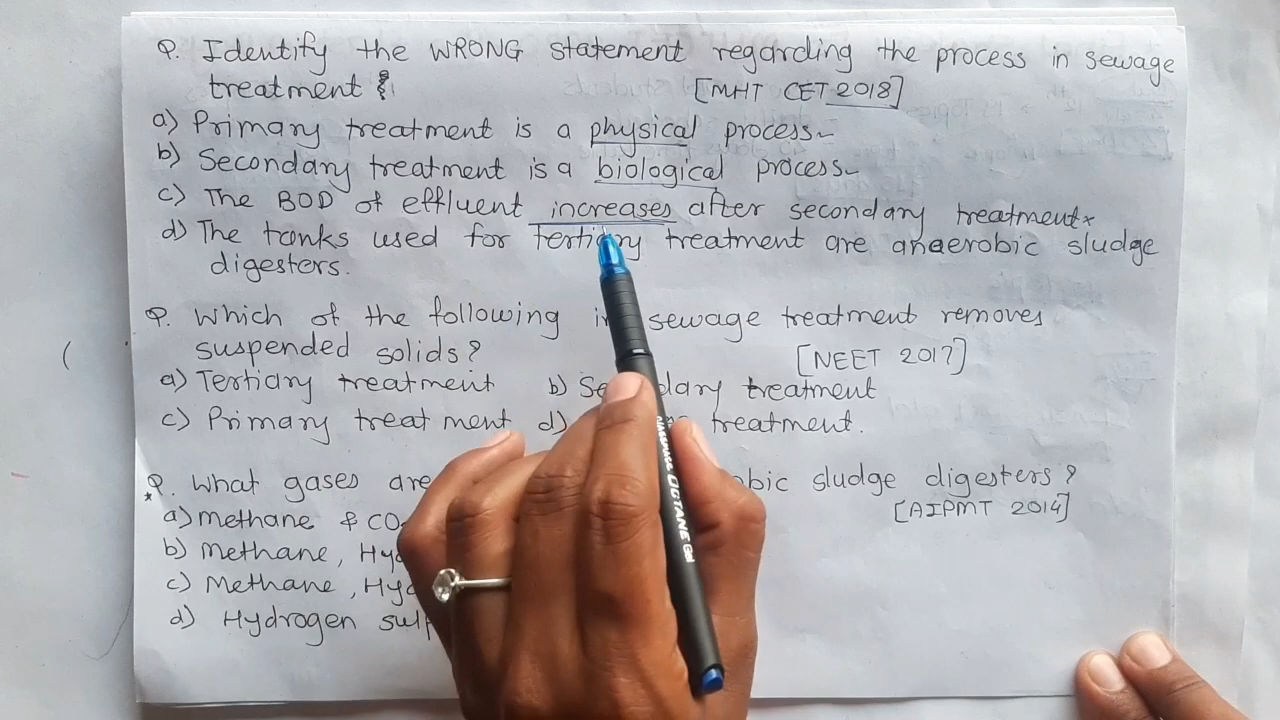 Q. Identify the WRONG statement regarding the process in sewage
treatment
[MHT CET 2018]
a) Primary treatment is a physical process
b) Secondary treatment is a biological process
c) The BOD of effluent increases after secondary treatment×
d) The tanks used for tertiary treatment are anaerobic sludge
digesters.
Q. Which of the following in sewage treatment removes
suspended solids?
[NEET 2017]
a) Tertiary treatment b) treatment
c) Primary treatment d) treatment.
Q. What gases are sludge digesters?
[AIPMT 2014]
a) methane & CO
b) Methane,
c) Methane,
d) Hydrogen
OCTANE Gel